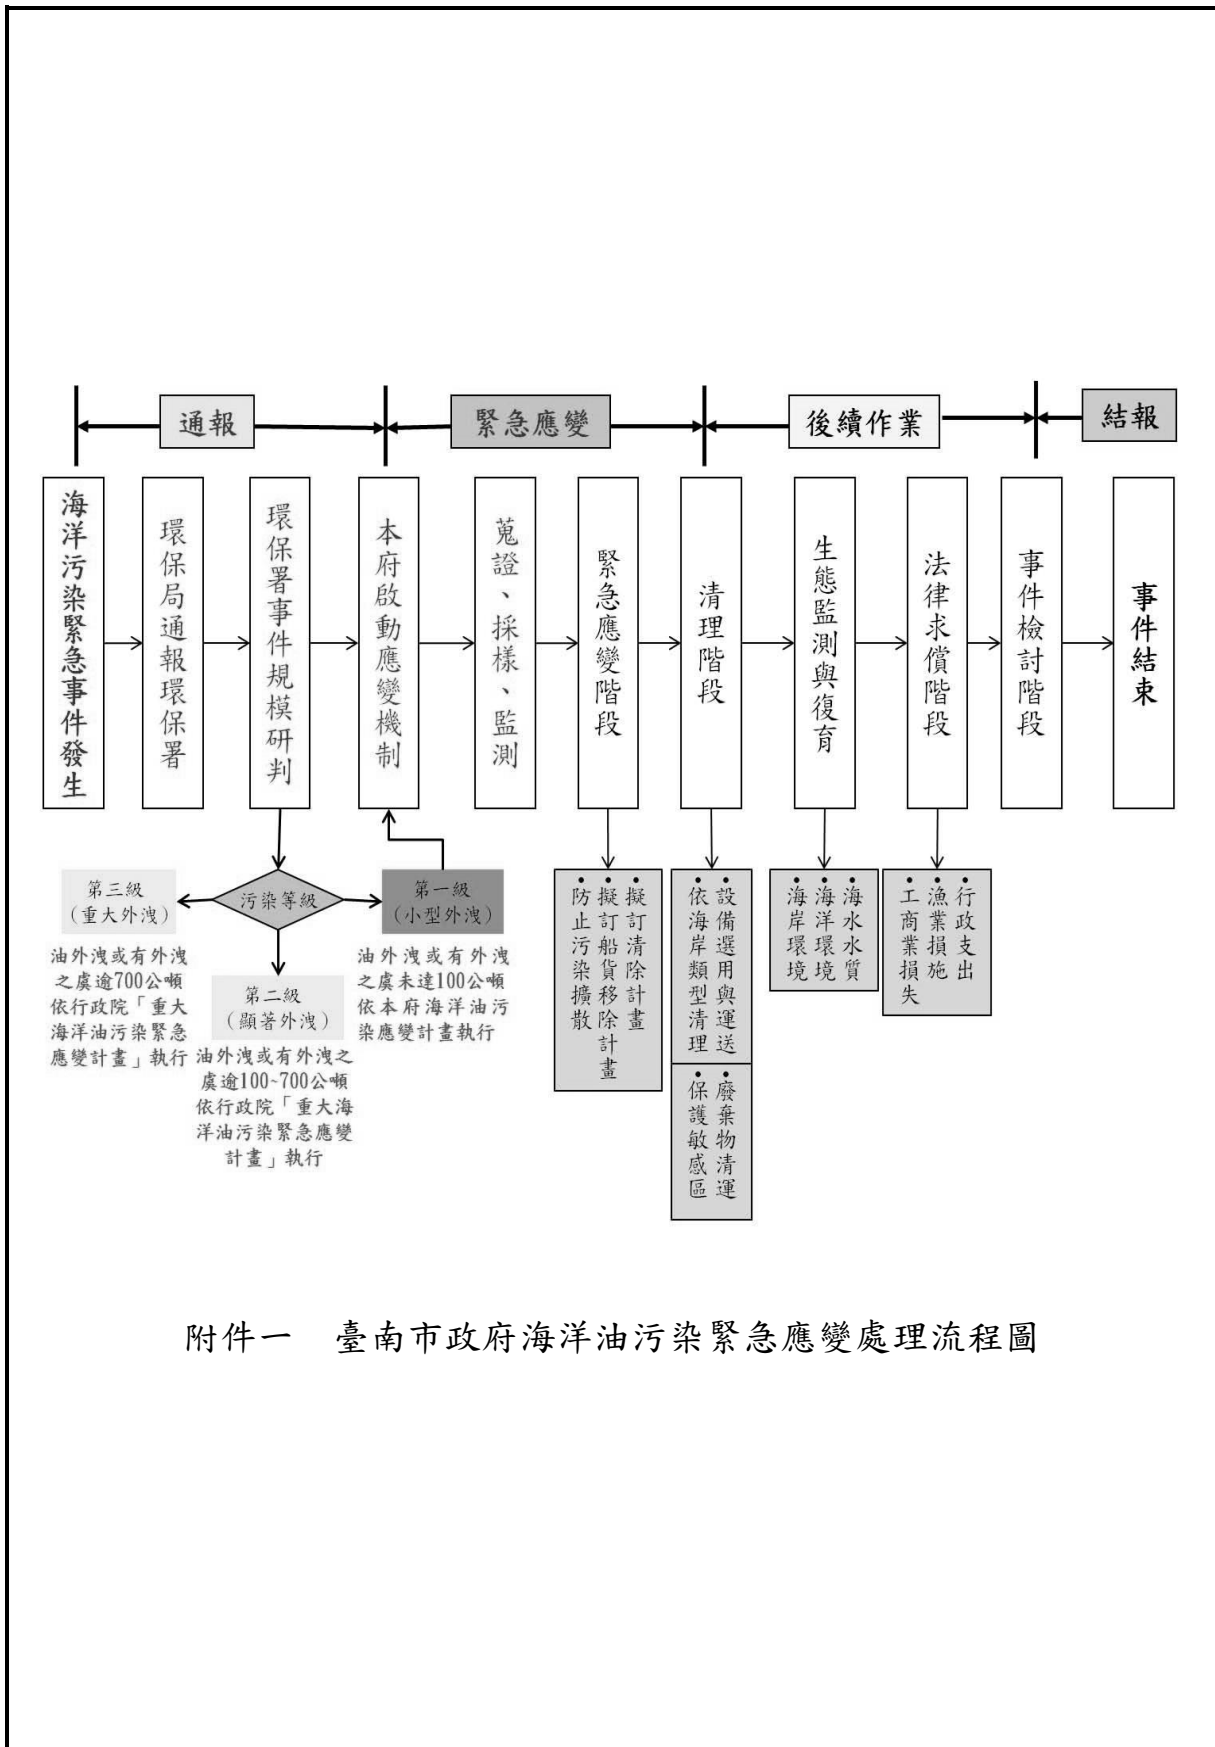 通報
緊急應變
後續作業
結報
海洋污染緊急事件發生
環保局通報環保署
環保署事件規模研判
本府啟動應變機制
蒐證、採樣、監測
緊急應變階段
清理階段
生態監測與復育
法律求償階段
事件檢討階段
事件結束
污染等級
第三級
（重大外洩）
油外洩或有外洩
之虞逾700公噸
依行政院「重大
海洋油污染緊急
應變計畫」執行
第二級
（顯著外洩）
油外洩或有外洩之
虞逾100~700公噸
依行政院「重大海
洋油污染緊急應變
計畫」執行
第一級
（小型外洩）
油外洩或有外洩
之虞未達100公噸
依本府海洋油污
染應變計畫執行
•擬訂清除計畫
•擬訂船貨移除計畫
•防止污染擴散
•設備選用與運送
•依海岸類型清理
•廢棄物清運
•保護敏感區
•海水水質
•海洋環境
•海岸環境
•行政支出
•漁業損施
•工商業損失
附件一　臺南市政府海洋油污染緊急應變處理流程圖